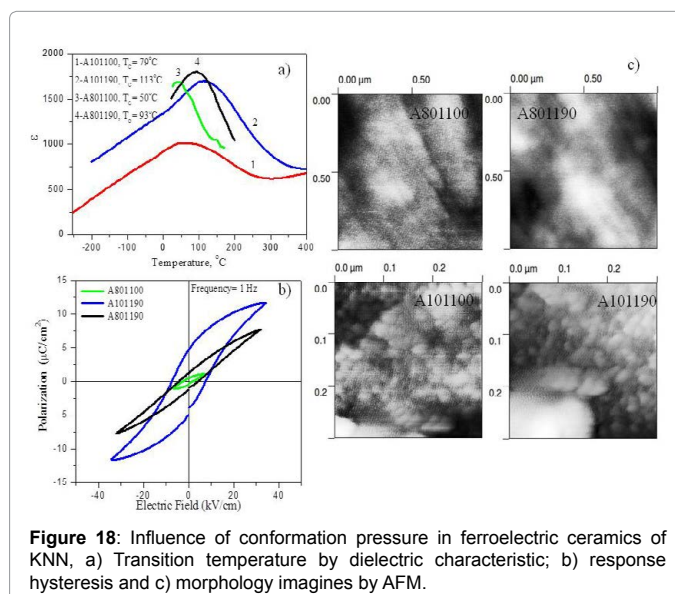 1-A101100, Tc= 79°C
2-A101190, Tc= 113°C
3-A801100, Tc= 50°C
4-A801190, Tc= 93°C
a)
3
4
2
1
2000
1500
1000
500
0
ε
-200 -100 0 100 200 300 400
Temperature, °C
b)
Frequency= 1 Hz
A801100
A101190
A801190
15
10
5
0
-5
-10
-15
Polarization (μC/cm²)
-40 -20 0 20 40
Electric Field (kV/cm)
c)
0.00 μm 0.50
0.00
0.50
A801100
0.00 μm 0.50
0.00
0.50
A801190
0.0 μm 0.1 0.2
0.0
0.1
0.2
A101100
0.0 μm 0.1 0.2
0.0
0.1
0.2
A101190
Figure 18: Influence of conformation pressure in ferroelectric ceramics of
KNN, a) Transition temperature by dielectric characteristic; b) response
hysteresis and c) morphology imagines by AFM.